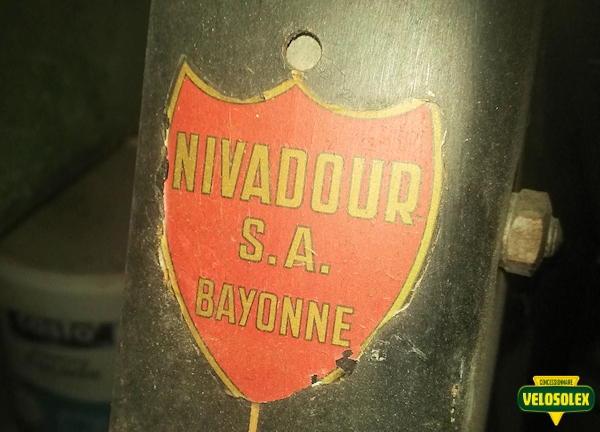 NIVADOUR
S.A.
BAYONNE
CONCESSIONNAIRE
VELOSOLEX